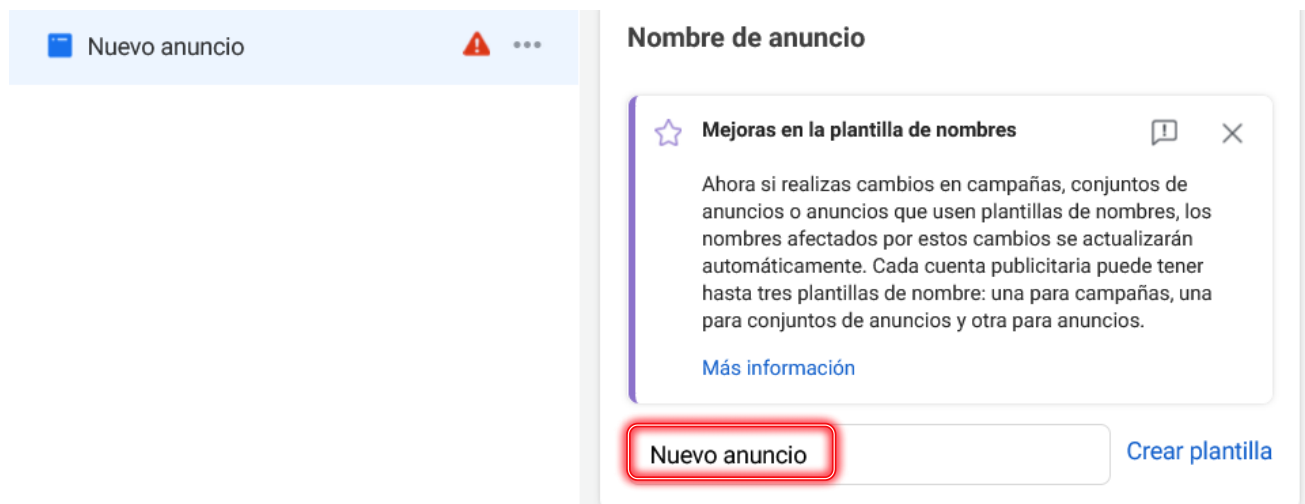 Nuevo anuncio
Nombre de anuncio
Mejoras en la plantilla de nombres
Ahora si realizas cambios en campañas, conjuntos de
anuncios o anuncios que usen plantillas de nombres, los
nombres afectados por estos cambios se actualizarán
automáticamente. Cada cuenta publicitaria puede tener
hasta tres plantillas de nombre: una para campañas, una
para conjuntos de anuncios y otra para anuncios.
Más información
Nuevo anuncio
Crear plantilla